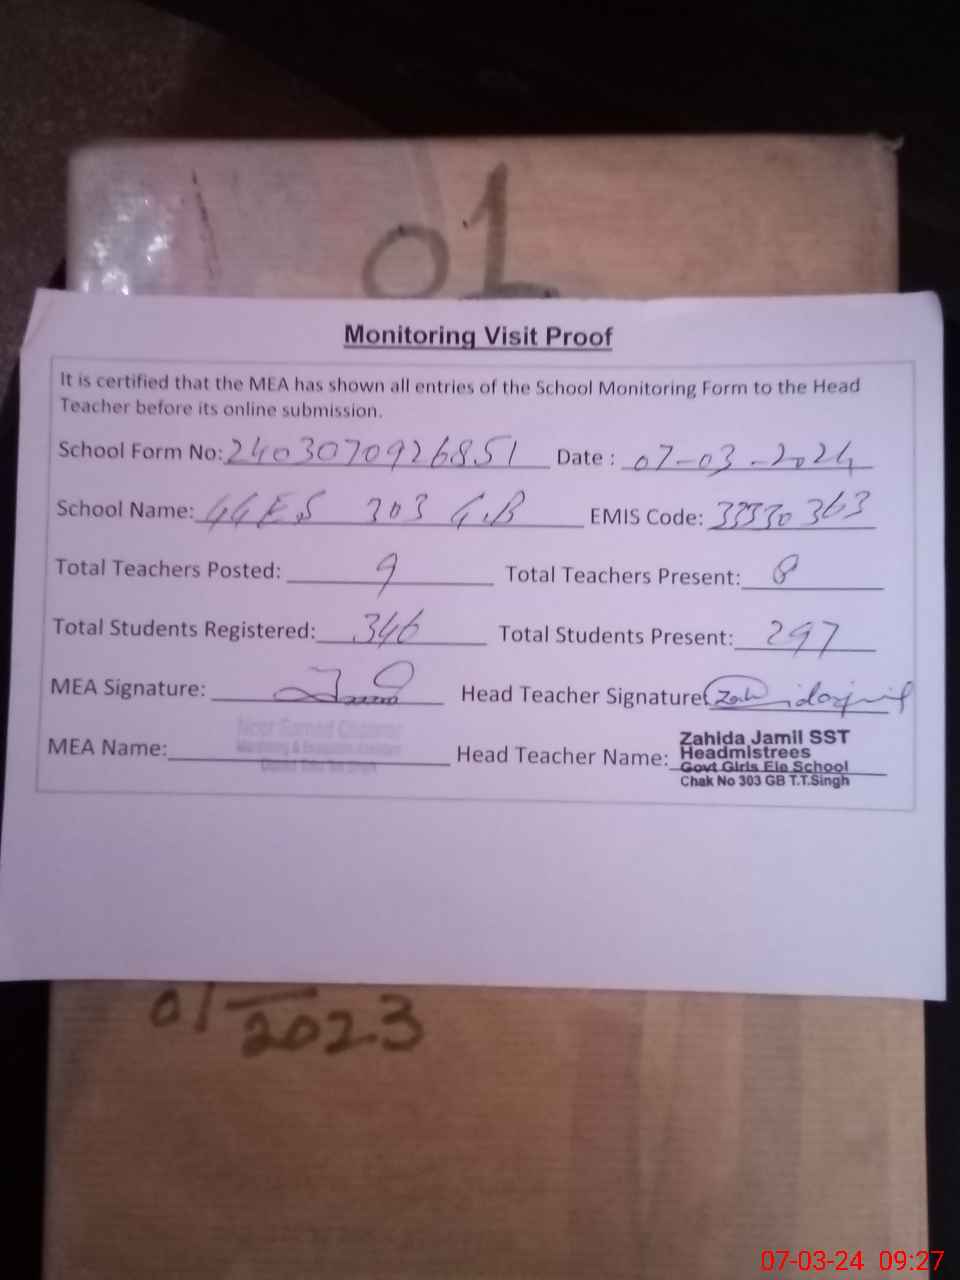 01
Monitoring Visit Proof
It is certified that the MEA has shown all entries of the School Monitoring Form to the Head
Teacher before its online submission.
School Form No: 2403070926851 Date : 07-03-2024
School Name: GGES 303 G.B EMIS Code: 33330363
Total Teachers Posted: 9 Total Teachers Present: 8
Total Students Registered: 346 Total Students Present: 297
MEA Signature: Head Teacher Signature
MEA Name: Head Teacher Name:
Zahida Jamil SST
Headmistrees
Govt Girls Ele School
Chak No 303 GB T.T.Singh
01
2023
07-03-24 09:27